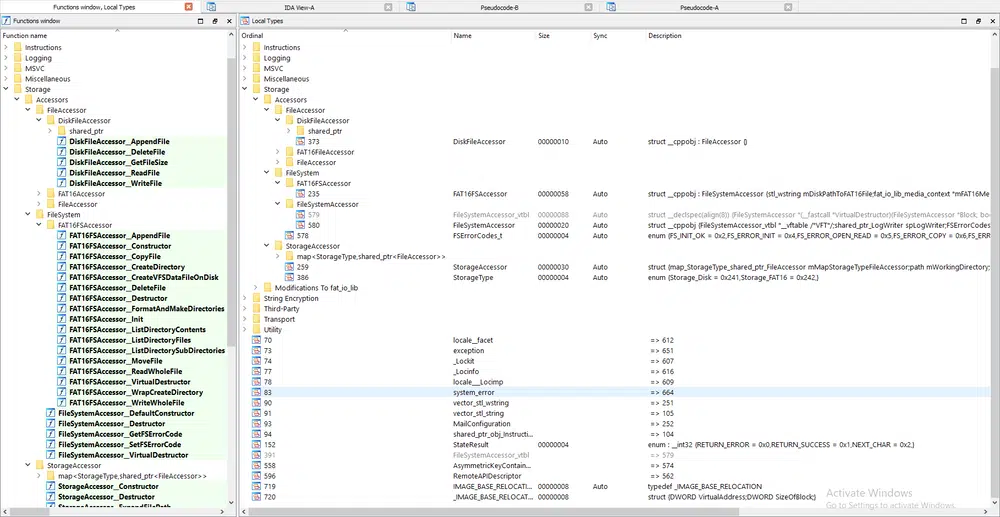 Functions window, Local Types
IDA View-A
Pseudocode-B
Pseudocode-A
Functions window
Local Types
Function name
Instructions
Logging
MSVC
Miscellaneous
Storage
Accessors
FileAccessor
DiskFileAccessor
shared_ptr
DiskFileAccessor__AppendFile
DiskFileAccessor__DeleteFile
DiskFileAccessor__GetFileSize
DiskFileAccessor__ReadFile
DiskFileAccessor__WriteFile
FAT16Accessor
FileAccessor
FileSystem
FAT16FSAccessor
FAT16FSAccessor__AppendFile
FAT16FSAccessor__Constructor
FAT16FSAccessor__CopyFile
FAT16FSAccessor__CreateDirectory
FAT16FSAccessor__CreateVFSDataFileOnDisk
FAT16FSAccessor__DeleteFile
FAT16FSAccessor__Destructor
FAT16FSAccessor__FormatAndMakeDirectories
FAT16FSAccessor__Init
FAT16FSAccessor__ListDirectoryContents
FAT16FSAccessor__ListDirectoryFiles
FAT16FSAccessor__ListDirectorySubDirectories
FAT16FSAccessor__MoveFile
FAT16FSAccessor__ReadWholeFile
FAT16FSAccessor__VirtualDestructor
FAT16FSAccessor__WrapCreateDirectory
FAT16FSAccessor__WriteWholeFile
FileSystemAccessor__DefaultConstructor
FileSystemAccessor__Destructor
FileSystemAccessor__GetFSErrorCode
FileSystemAccessor__SetFSErrorCode
FileSystemAccessor__VirtualDestructor
StorageAccessor
map<StorageType,shared_ptr<FileAccessor>>
StorageAccessor__Constructor
StorageAccessor__Destructor
Ordinal Name Size Sync Description
Instructions
Logging
MSVC
Miscellaneous
Storage
Accessors
FileAccessor
DiskFileAccessor
shared_ptr
373 DiskFileAccessor 00000010 Auto struct __cppobj : FileAccessor {}
FAT16FileAccessor
FileAccessor
FileSystem
FAT16FSAccessor
235 FAT16FSAccessor 00000058 Auto struct __cppobj : FileSystemAccessor {stl_wstring mDiskPathToFAT16File;fat_io_lib_media_context *mFAT16Me
FileSystemAccessor
579 FileSystemAccessor_vtbl 00000088 Auto struct __declspec(align(8)) {FileSystemAccessor *(__fastcall *VirtualDestructor)(FileSystemAccessor *Block, boo
580 FileSystemAccessor 00000020 Auto struct __cppobj {FileSystemAccessor_vtbl *__vftable /*VFT*/;shared_ptr_LogWriter spLogWriter;FSErrorCodes
578 FSErrorCodes_t 00000004 Auto enum {FS_INIT_OK = 0x2,FS_ERROR_INIT = 0x4,FS_ERROR_OPEN_READ = 0x5,FS_ERROR_COPY = 0x6,FS_ERR
StorageAccessor
map<StorageType,shared_ptr<FileAccessor>>
259 StorageAccessor 00000030 Auto struct {map_StorageType_shared_ptr_FileAccessor mMapStorageTypeFileAccessor;path mWorkingDirectory;
386 StorageType 00000004 Auto enum {Storage_Disk = 0x241,Storage_FAT16 = 0x242,}
Modifications To fat_io_lib
String Encryption
Third-Party
Transport
Utility
70 locale__facet => 612
73 exception => 651
74 _Lockit => 607
77 _Locinfo => 616
78 locale___Locimp => 609
83 system_error => 664
90 vector_stl_wstring => 251
91 vector_stl_string => 105
93 MailConfiguration => 252
94 shared_ptr_obj_Instructi... => 104
152 StateResult 00000004 enum : __int32 {RETURN_ERROR = 0x0,RETURN_SUCCESS = 0x1,NEXT_CHAR = 0x2,}
391 FileSystemAccessor_vtbl => 579
558 AsymmetricKeyContain... => 574
596 RemoteAPIDescriptor => 562
719 IMAGE_BASE_RELOCATI... 00000008 Auto typedef _IMAGE_BASE_RELOCATION
720 _IMAGE_BASE_RELOCATI... 00000008 struct {DWORD VirtualAddress;DWORD SizeOfBlock;}
Activate Windows
Go to Settings to activate Windows.